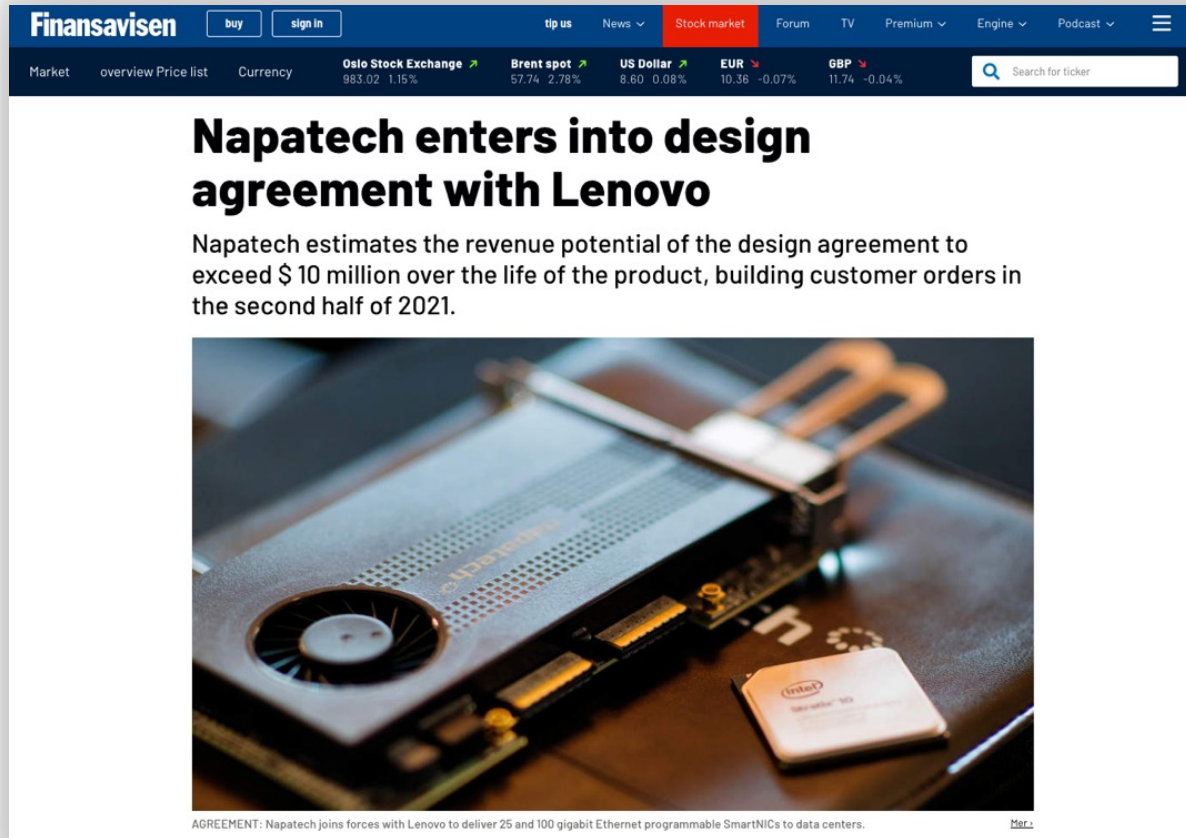 Finansavisen buy sign in tip us News Stock market Forum TV Premium Engine Podcast
Market overview Price list Currency Oslo Stock Exchange Brent spot US Dollar EUR GBP Search for ticker
983.02 1.15% 57.74 2.78% 8.60 0.08% 10.36 -0.07% 11.74 -0.04%
Napatech enters into design
agreement with Lenovo
Napatech estimates the revenue potential of the design agreement to
exceed $ 10 million over the life of the product, building customer orders in
the second half of 2021.
napatech
intel
Stratix 10
AGREEMENT: Napatech joins forces with Lenovo to deliver 25 and 100 gigabit Ethernet programmable SmartNICs to data centers. Mer ›